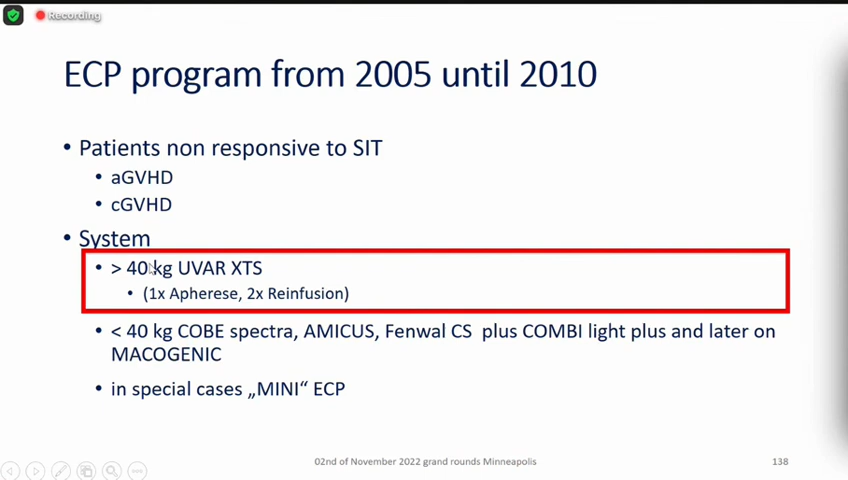 Recording
ECP program from 2005 until 2010
• Patients non responsive to SIT
• aGVHD
• cGVHD
• System
• > 40 kg UVAR XTS
• (1x Apherese, 2x Reinfusion)
• < 40 kg COBE spectra, AMICUS, Fenwal CS plus COMBI light plus and later on
MACOGENIC
• in special cases „MINI“ ECP
02nd of November 2022 grand rounds Minneapolis
138